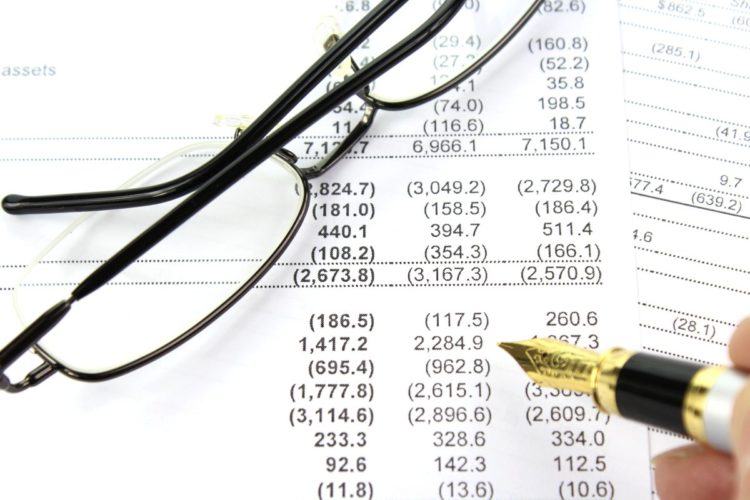 (82.6)
$862.5
(29.4) (160.8)
assets (52.2)
(285.1)
35.8
(74.0) 198.5
(116.6) 18.7
6,966.1 7,150.1
9.7
(3,049.2) (2,729.8)
(639.2)
(181.0) (158.5) (186.4)
440.1 394.7 511.4
(108.2) (354.3) (166.1)
(2,673.8) (3,167.3) (2,570.9)
(186.5) (117.5) 260.6
(28.1)
1,417.2 2,284.9
(695.4) (962.8)
(1,777.8) (2,615.1)
(3,114.6) (2,896.6) (2,609.7)
233.3 328.6 334.0
92.6 142.3 112.5
(11.8) (13.6) (10.6)